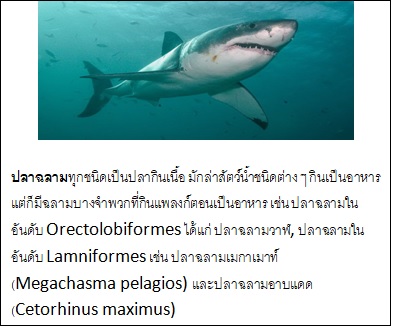 ปลาฉลามทุกชนิดเป็นปลากินเนื้อ มักล่าสัตว์น้ำชนิดต่าง ๆ กินเป็นอาหาร
แต่ก็มีฉลามบางจำพวกที่กินแพลงก์ตอนเป็นอาหาร เช่น ปลาฉลามใน
อันดับ Orectolobiformes ได้แก่ ปลาฉลามวาฬ, ปลาฉลามใน
อันดับ Lamniformes เช่น ปลาฉลามเมกาเมาท์
(Megachasma pelagios) และปลาฉลามอาบแดด
(Cetorhinus maximus)